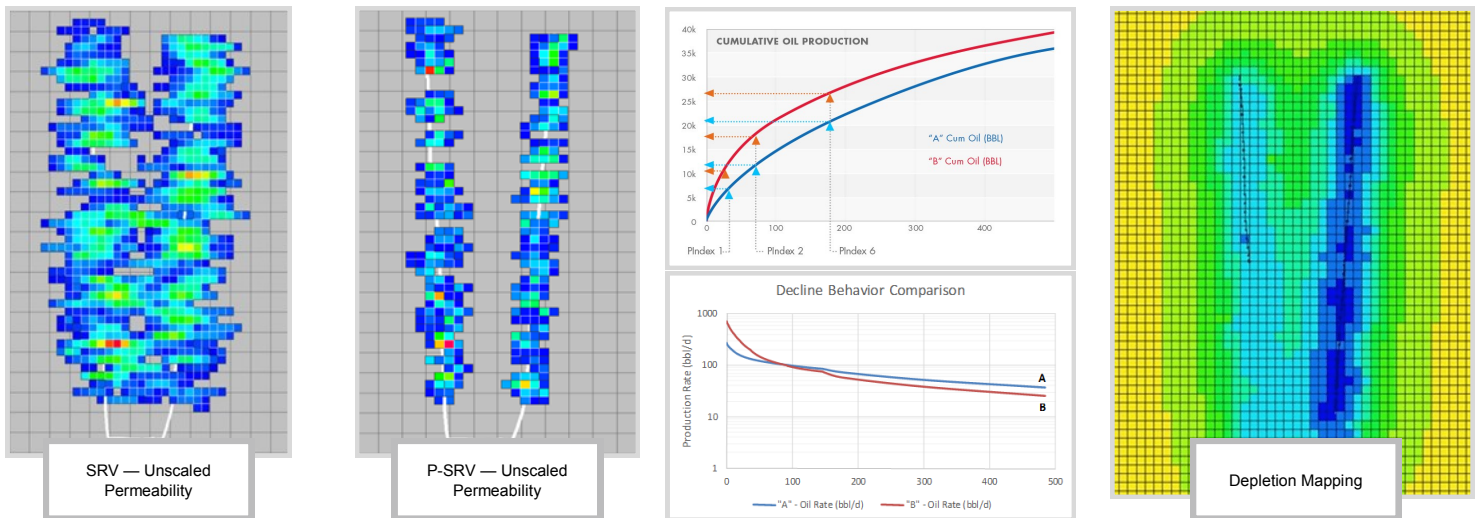 SRV — Unscaled
Permeability
P-SRV — Unscaled
Permeability
CUMULATIVE OIL PRODUCTION
40k
35k
30k
25k
20k
15k
10k
5k
0
"A" Cum Oil (BBL)
"B" Cum Oil (BBL)
0 100 200 300 400
PIndex 1 PIndex 2 PIndex 6
Decline Behavior Comparison
Production Rate (bbl/d)
1000
100
10
1
A
B
0 100 200 300 400 500
"A" - Oil Rate (bbl/d) "B" - Oil Rate (bbl/d)
Depletion Mapping